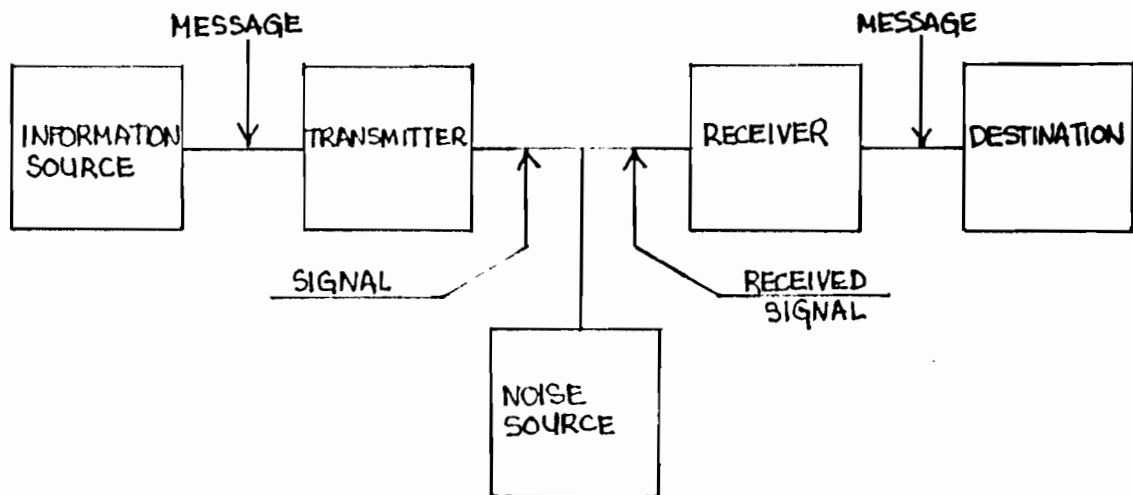 MESSAGE
MESSAGE
INFORMATION
SOURCE
TRANSMITTER
RECEIVER
DESTINATION
SIGNAL
RECEIVED
SIGNAL
NOISE
SOURCE